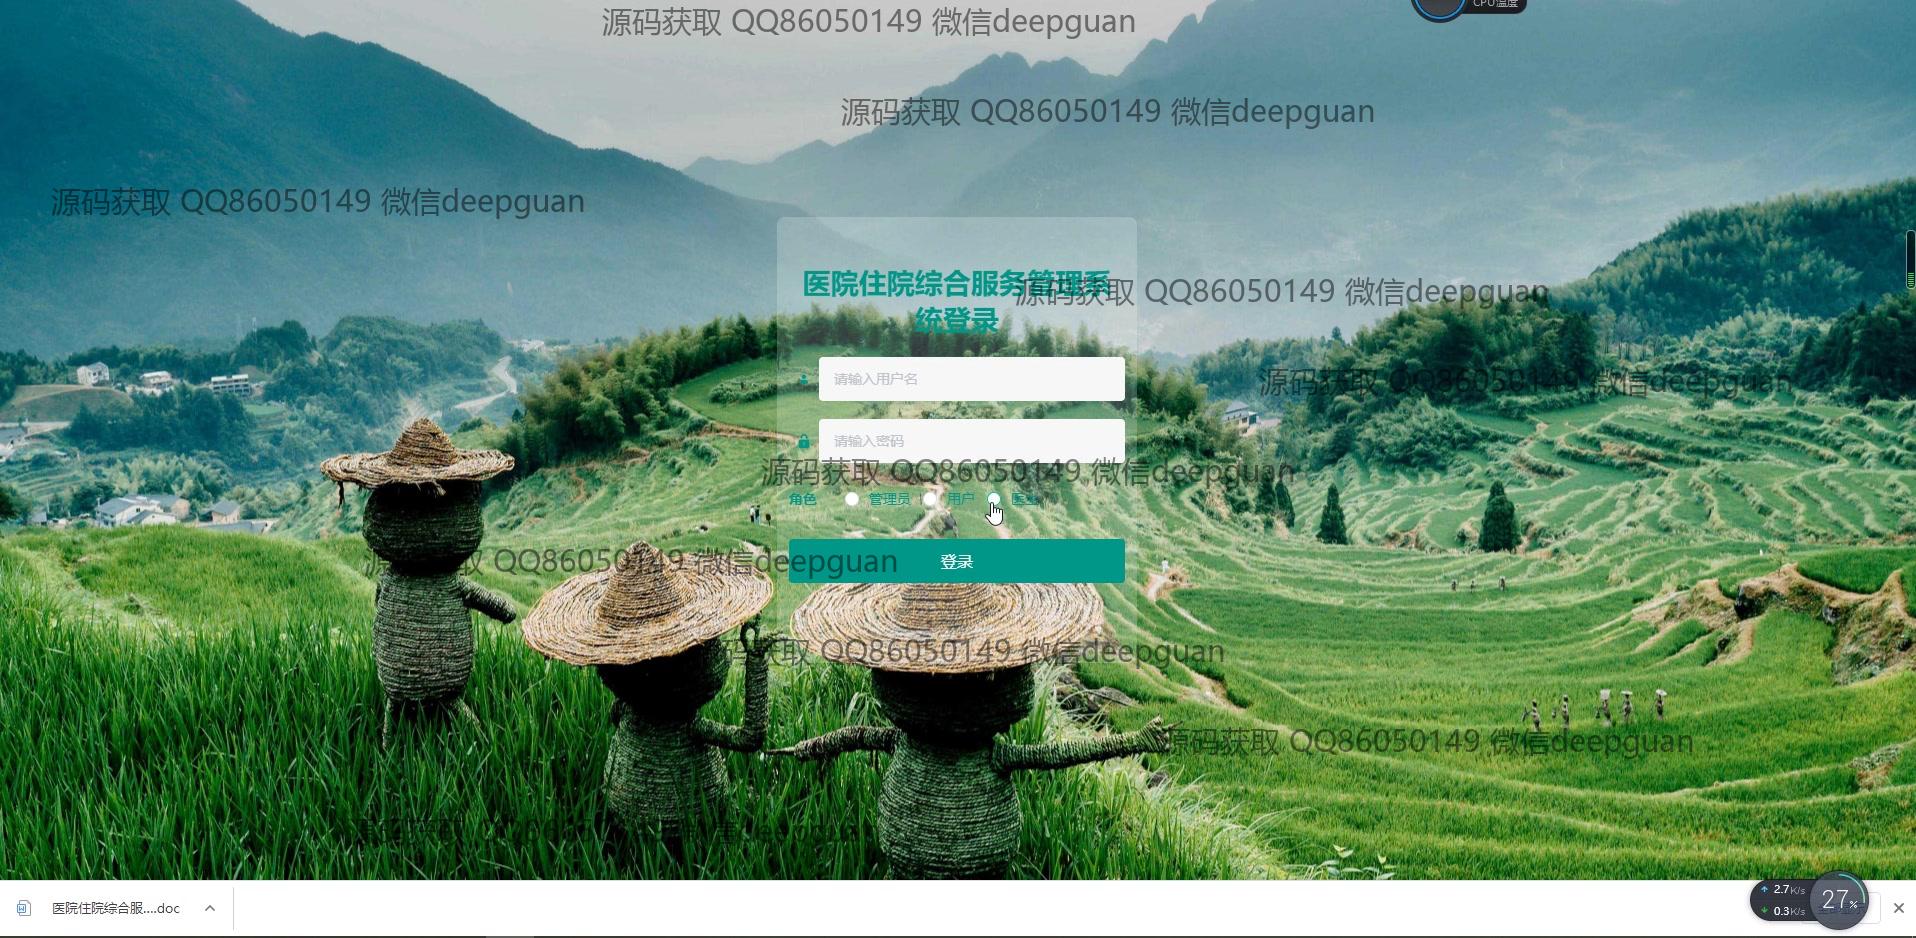 CPU温度
源码获取 QQ86050149 微信deepguan
源码获取 QQ86050149 微信deepguan
源码获取 QQ86050149 微信deepguan
医院住院综合服务管理系
统登录
源码获取 QQ86050149 微信deepguan
请输入用户名
源码获取 QQ86050149 微信deepguan
请输入密码
源码获取 QQ86050149 微信deepguan
角色 管理员 用户 医生
登录
源码获取 QQ86050149 微信deepguan
码获取 QQ86050149 微信deepguan
源码获取 QQ86050149 微信deepguan
医院住院综合服....doc
2.7K/s
0.3K/s
27%